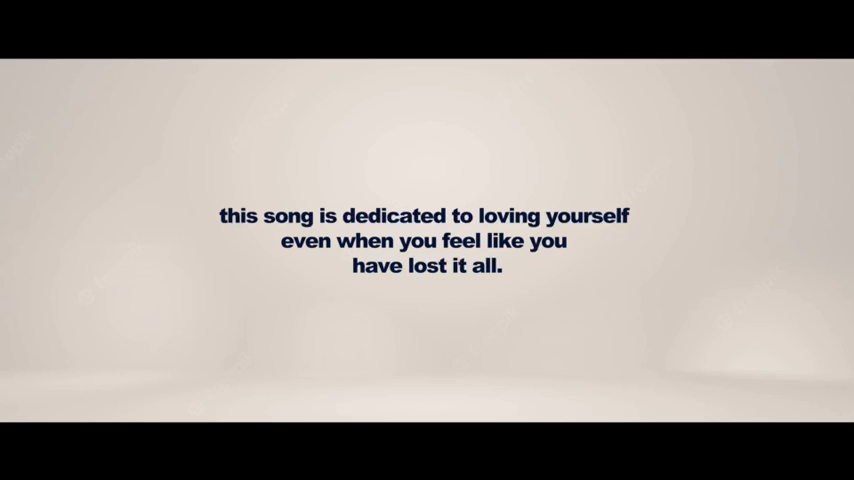 this song is dedicated to loving yourself
even when you feel like you
have lost it all.